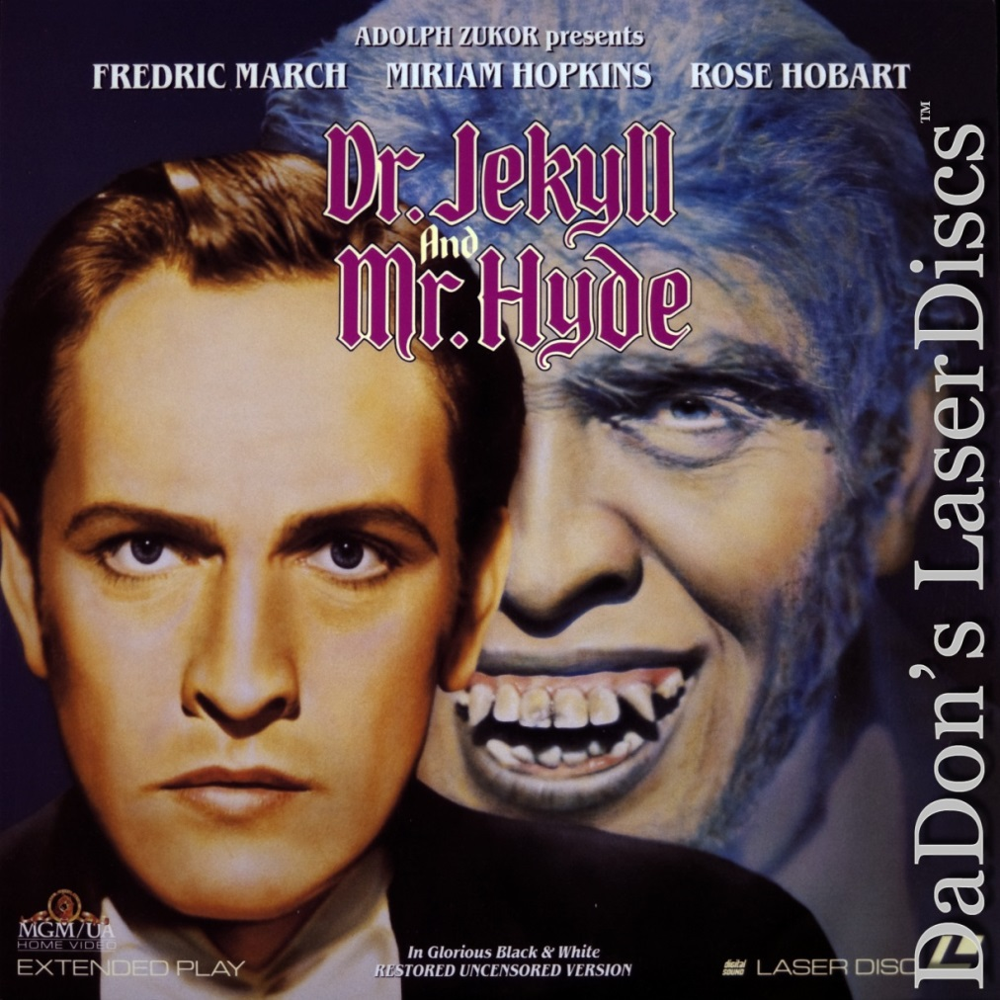 ADOLPH ZUKOR presents
FREDRIC MARCH MIRIAM HOPKINS ROSE HOBART
Dr. Jekyll
And
Mr. Hyde
DaDon's LaserDiscs™
MGM/UA
HOME VIDEO
EXTENDED PLAY
In Glorious Black & White
RESTORED UNCENSORED VERSION
digital
SOUND
LASER DISC